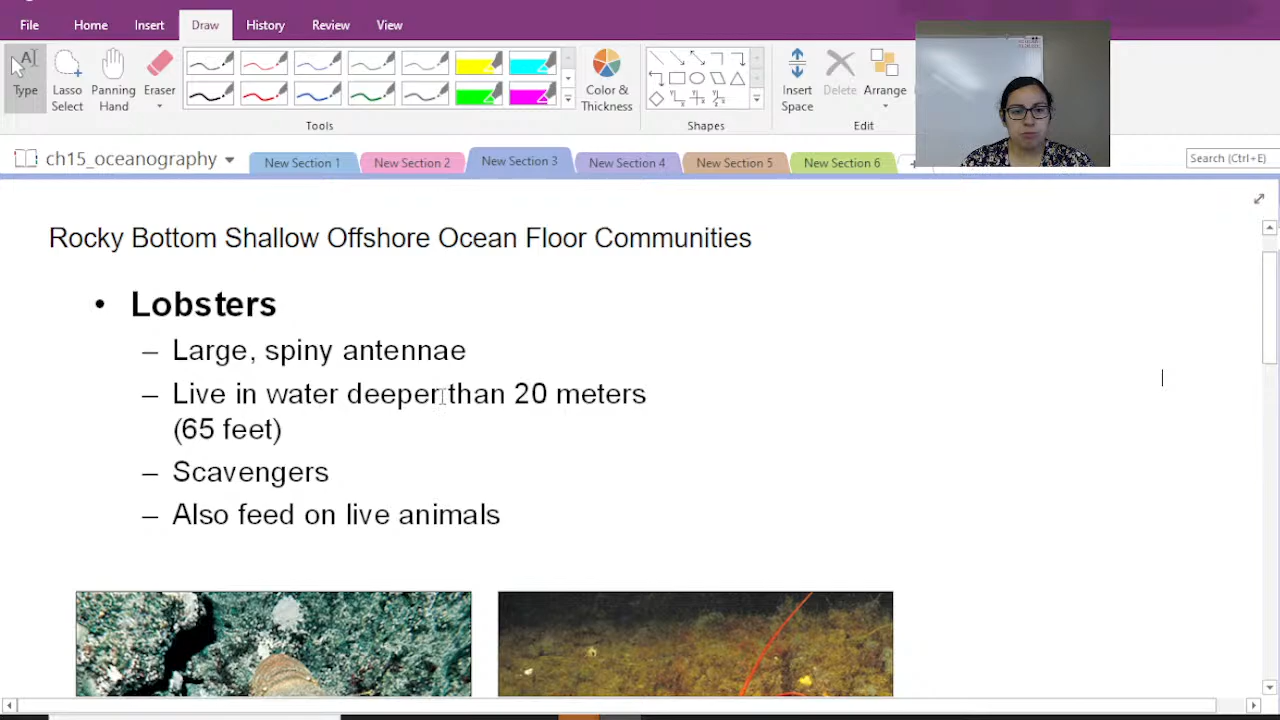 File Home Insert Draw History Review View
Type
Lasso Select
Panning Hand
Eraser
Color & Thickness
Insert Space
Delete
Arrange
Tools
Shapes
Edit
ch15_oceanography
New Section 1 New Section 2 New Section 3 New Section 4 New Section 5 New Section 6
Search (Ctrl+E)
Rocky Bottom Shallow Offshore Ocean Floor Communities
• Lobsters
– Large, spiny antennae
– Live in water deeper than 20 meters
(65 feet)
– Scavengers
– Also feed on live animals